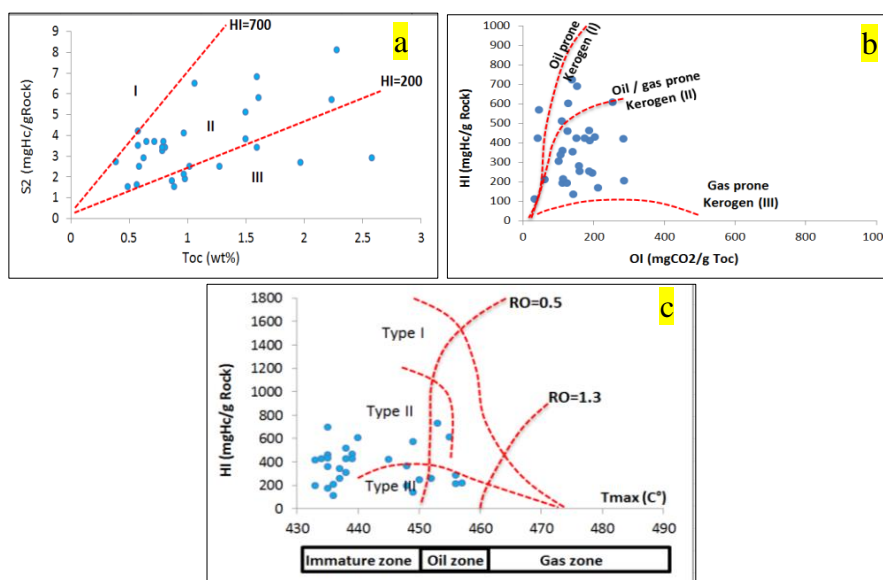 a
HI=700
HI=200
I
II
III
S2 (mgHc/gRock)
9
8
7
6
5
4
3
2
1
0
0 0.5 1 1.5 2 2.5 3
Toc (wt%)
b
Oil prone
Kerogen (I)
Oil / gas prone
Kerogen (II)
Gas prone
Kerogen (III)
HI (mgHc/g Rock)
1000
900
800
700
600
500
400
300
200
100
0
0 200 400 600 800 100
OI (mgCO2/g Toc)
c
RO=0.5
RO=1.3
Type I
Type II
Type III
HI (mgHc/g Rock)
1800
1600
1400
1200
1000
800
600
400
200
0
Tmax (C°)
430 440 450 460 470 480 490
Immature zone Oil zone Gas zone